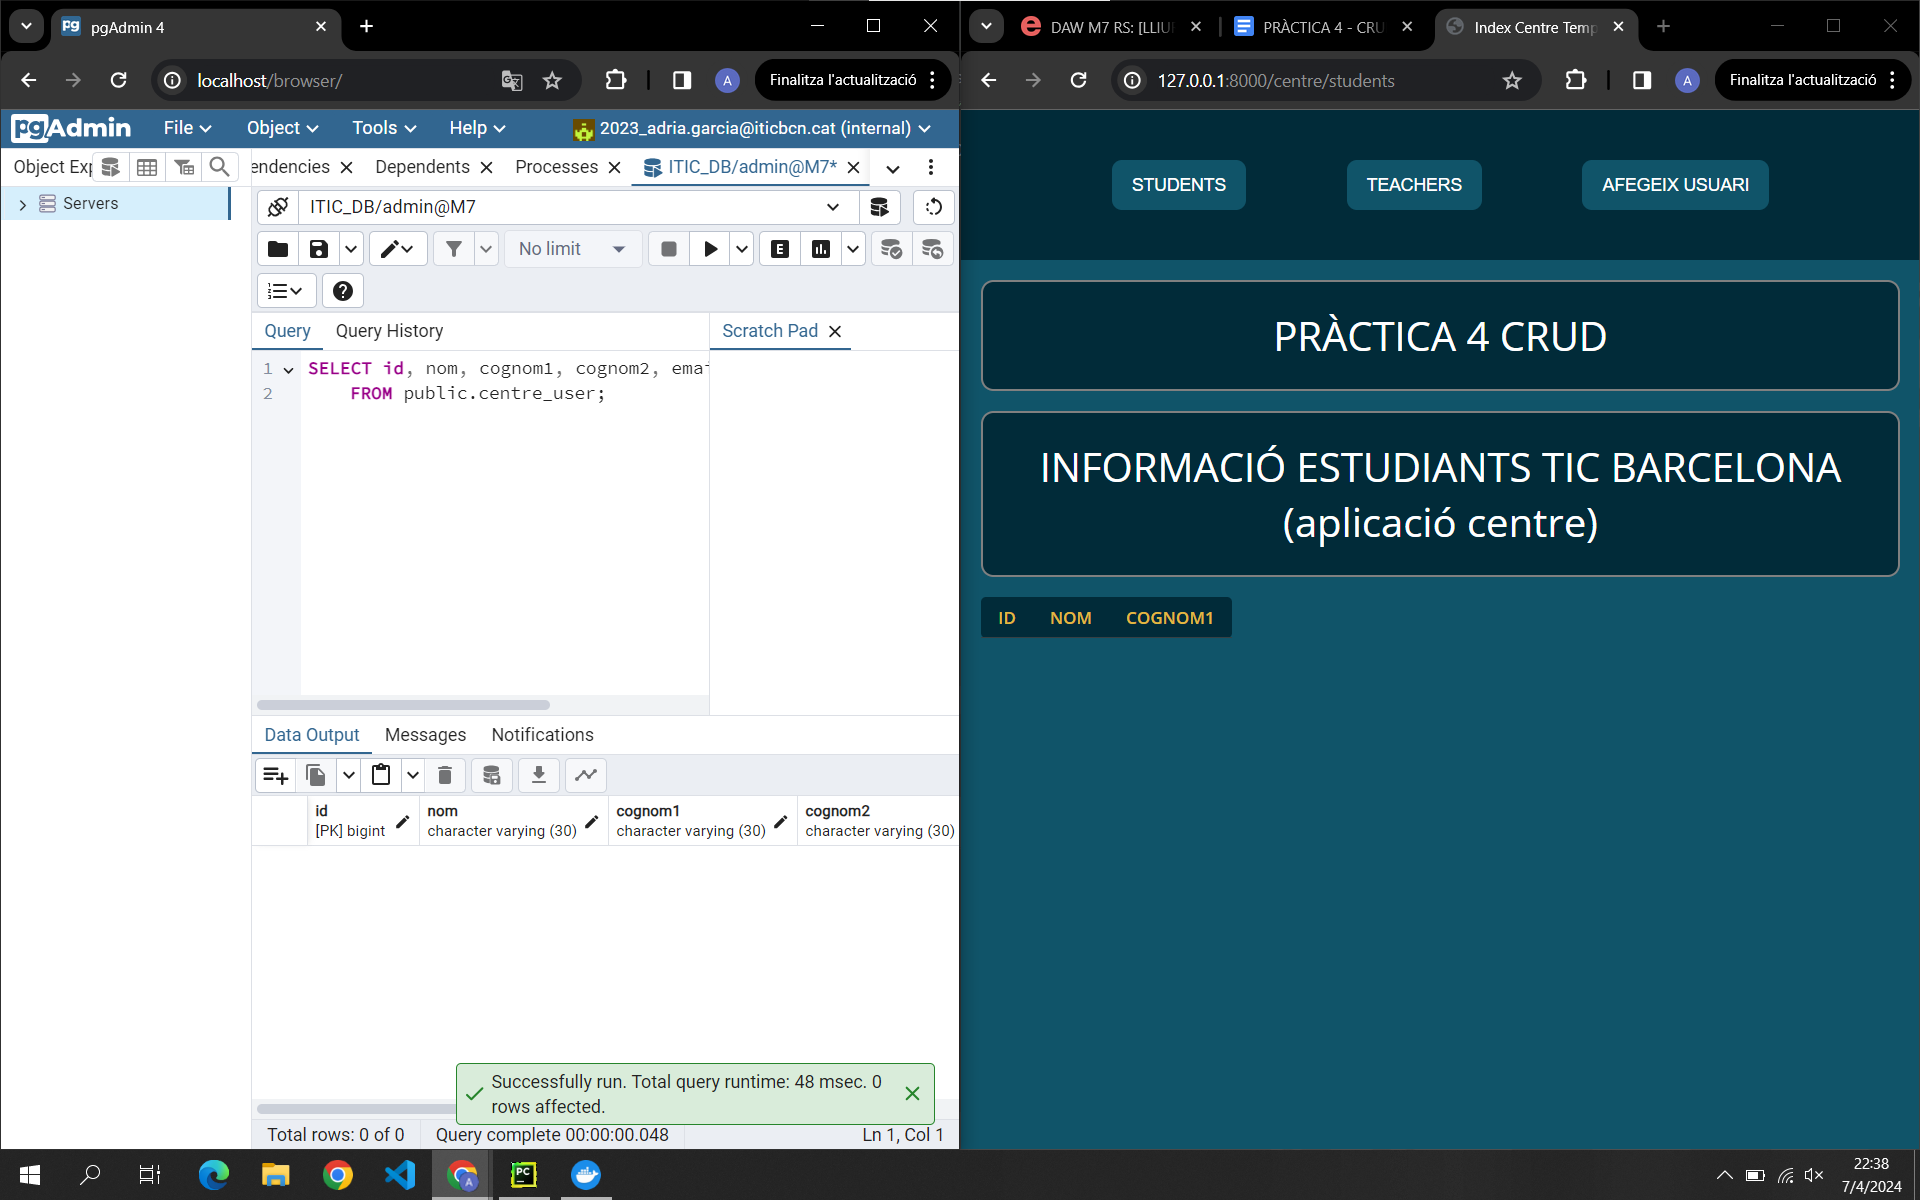 pgAdmin 4
localhost/browser/
A
Finalitza l'actualització
pgAdmin
File
Object
Tools
Help
2023_adria.garcia@iticbcn.cat (internal)
Object Exp
endencies
Dependents
Processes
ITIC_DB/admin@M7*
Servers
ITIC_DB/admin@M7
No limit
E
Query
Query History
Scratch Pad
1 SELECT id, nom, cognom1, cognom2, emai
2 FROM public.centre_user;
Data Output
Messages
Notifications
id
[PK] bigint
nom
character varying (30)
cognom1
character varying (30)
cognom2
character varying (30)
Successfully run. Total query runtime: 48 msec. 0
rows affected.
Total rows: 0 of 0
Query complete 00:00:00.048
Ln 1, Col 1
DAW M7 RS: [LLIU
PRÀCTICA 4 - CRU
Index Centre Temp
127.0.0.1:8000/centre/students
A
Finalitza l'actualització
STUDENTS
TEACHERS
AFEGEIX USUARI
PRÀCTICA 4 CRUD
INFORMACIÓ ESTUDIANTS TIC BARCELONA
(aplicació centre)
ID NOM COGNOM1
A
PC
22:38
7/4/2024